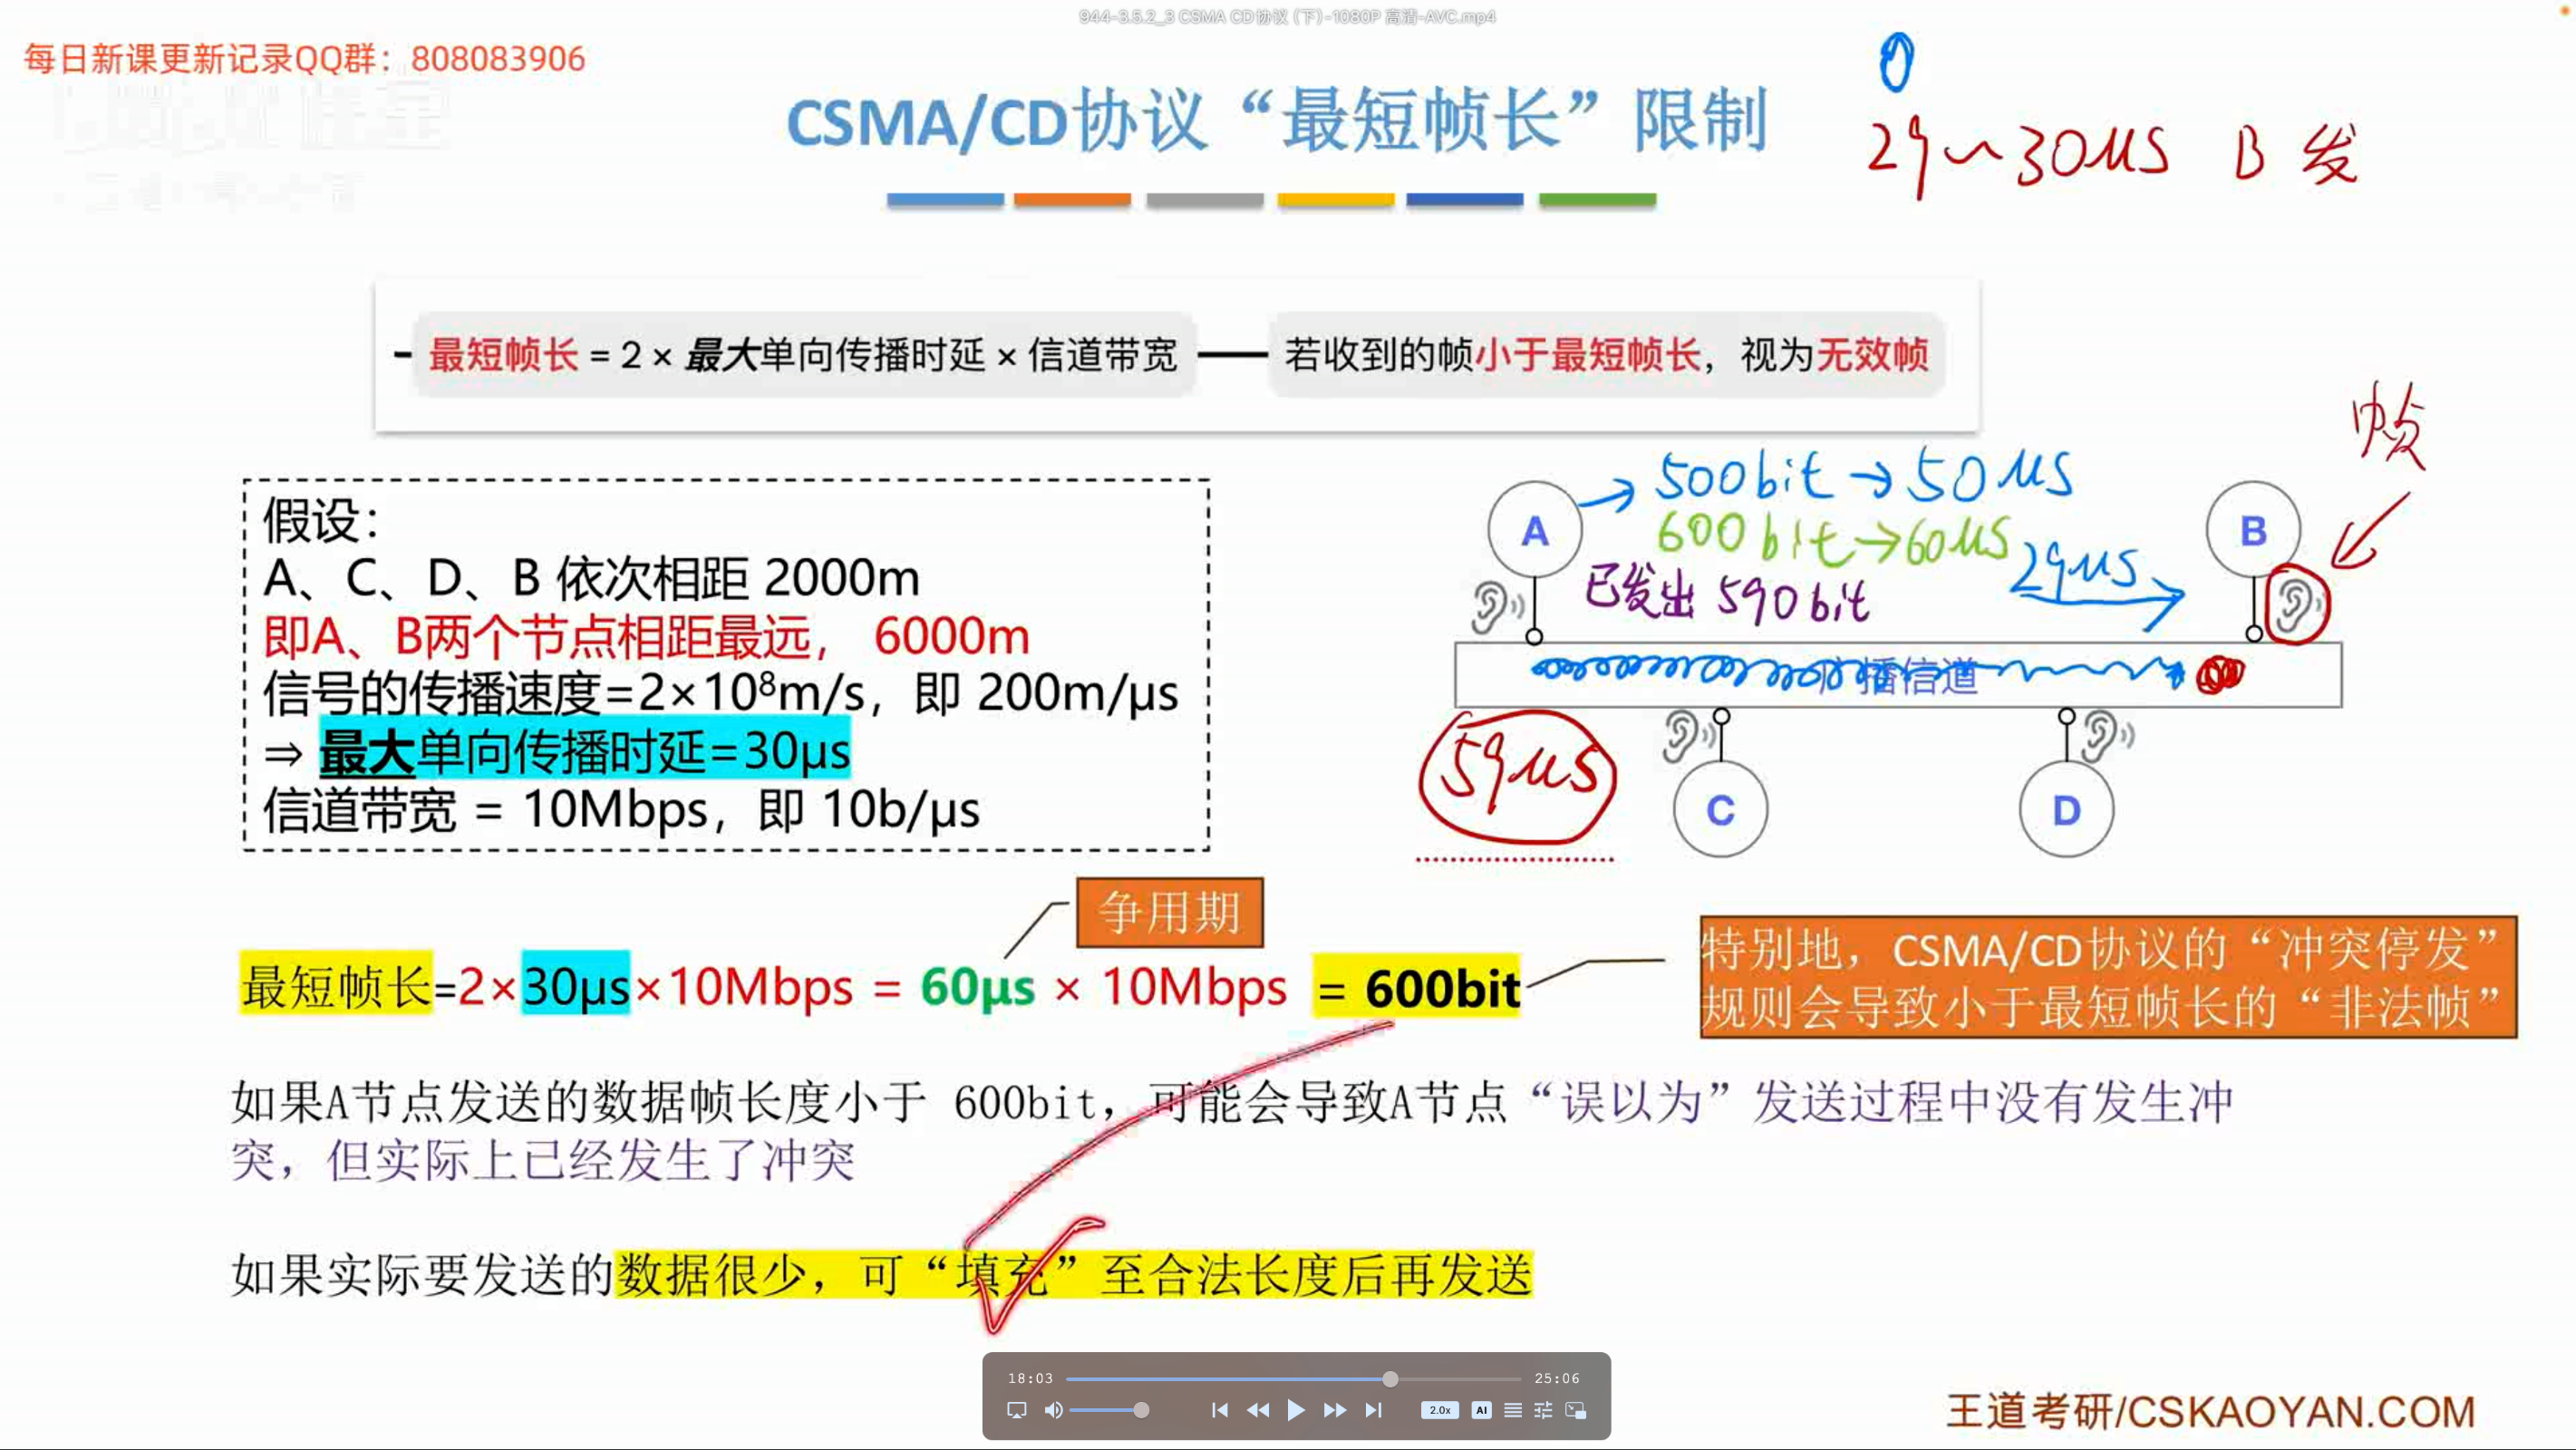 944-3.5.2_3 CSMA CD协议 (下)-1080P 高清-AVC.mp4
每日新课更新记录QQ群：808083906
CSMA/CD协议“最短帧长”限制
0
29~30μs B 发
最短帧长 = 2 × 最大单向传播时延 × 信道带宽
若收到的帧小于最短帧长，视为无效帧
帧
假设：
A、C、D、B 依次相距 2000m
即A、B两个节点相距最远， 6000m
信号的传播速度=2×10⁸m/s，即 200m/μs
⇒ 最大单向传播时延=30μs
信道带宽 = 10Mbps，即 10b/μs
A
→ 500bit → 50μs
600bit → 60μs
已发出 590bit
29μs
B
广播信道
59μs
C
D
争用期
最短帧长=2×30μs×10Mbps = 60μs × 10Mbps = 600bit
特别地，CSMA/CD协议的“冲突停发”
规则会导致小于最短帧长的“非法帧”
如果A节点发送的数据帧长度小于 600bit，可能会导致A节点“误以为”发送过程中没有发生冲
突，但实际上已经发生了冲突
如果实际要发送的数据很少，可“填充”至合法长度后再发送
18:03
25:06
2.0x
AI
王道考研/CSKAOYAN.COM